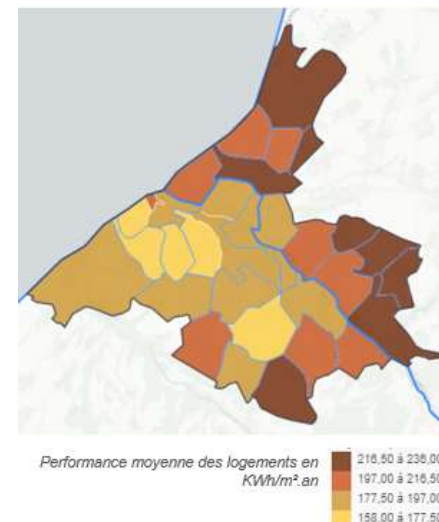 Performance moyenne des logements en
KWh/m².an
216,50 à 236,00
197,00 à 216,50
177,50 à 197,00
158,00 à 177,50